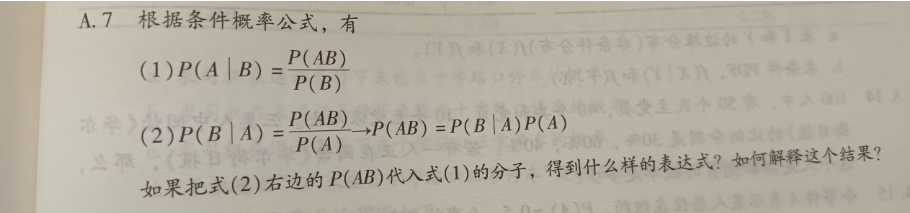 A.7 根据条件概率公式，有
(1) P(A|B) = P(AB)/P(B)
(2) P(B|A) = P(AB)/P(A) → P(AB) = P(B|A)P(A)
如果把式(2)右边的 P(AB)代入式(1)的分子，得到什么样的表达式？如何解释这个结果？